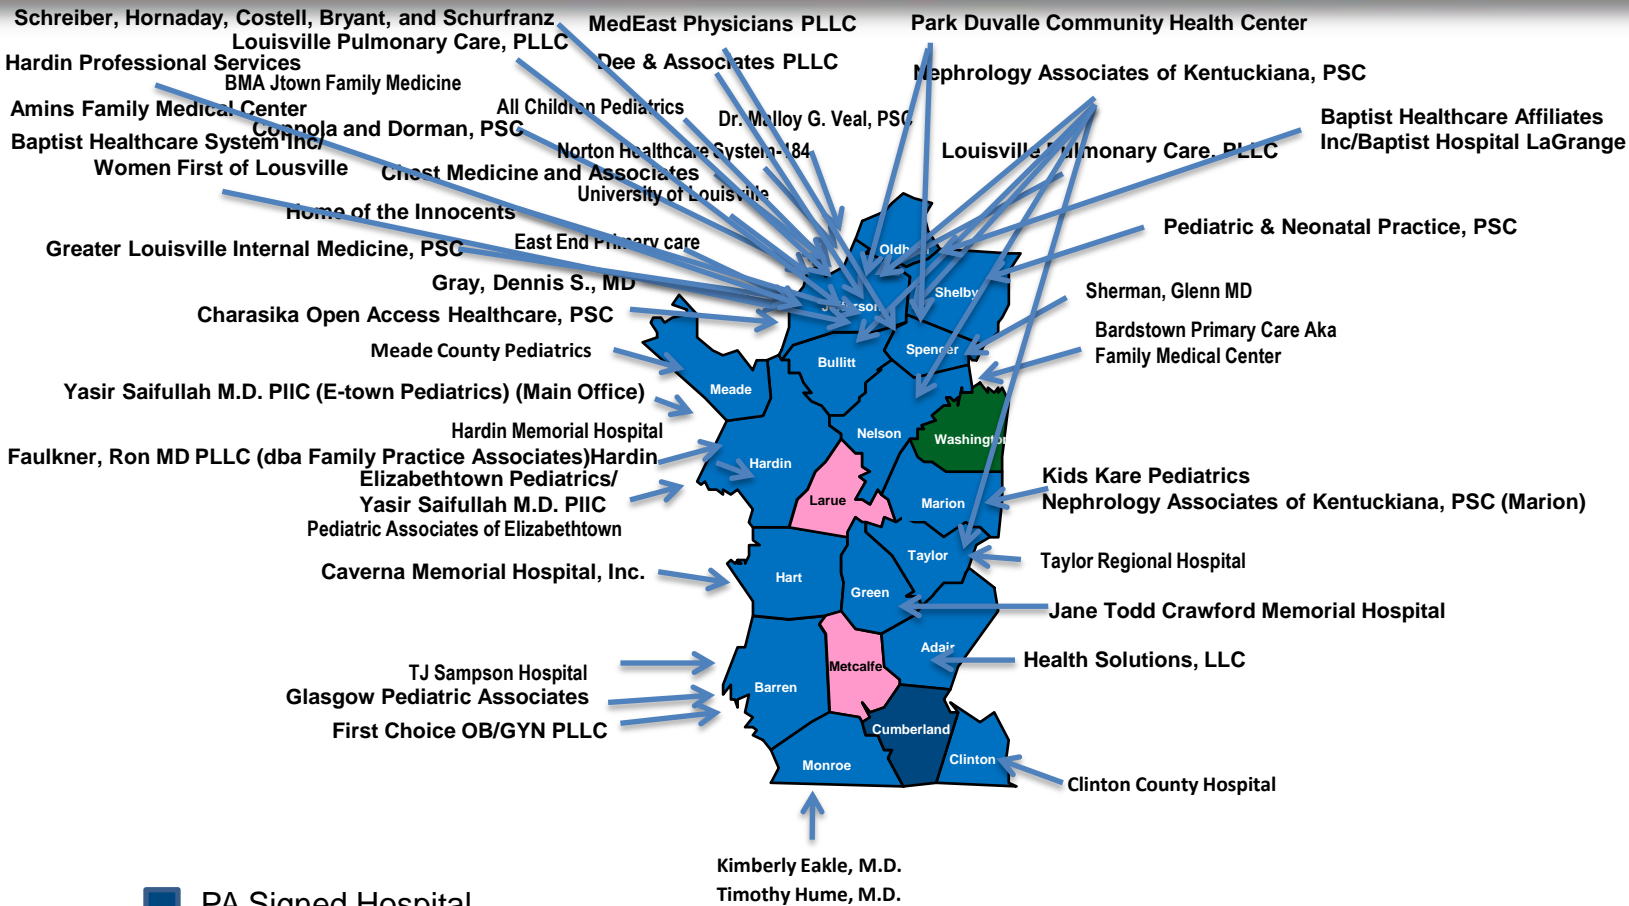 Schreiber, Hornaday, Costell, Bryant, and Schurfranz
MedEast Physicians PLLC
Park Duvalle Community Health Center
Louisville Pulmonary Care, PLLC
Hardin Professional Services
Dee & Associates PLLC
Nephrology Associates of Kentuckiana, PSC
BMA Jtown Family Medicine
Amins Family Medical Center
All Children Pediatrics
Dr. Malloy G. Veal, PSC
Baptist Healthcare Affiliates
Inc/Baptist Hospital LaGrange
Coppola and Dorman, PSC
Baptist Healthcare System Inc/
Women First of Lousville
Norton Healthcare System-184
Louisville Pulmonary Care, PLLC
Chest Medicine and Associates
University of Louisville
Home of the Innocents
Pediatric & Neonatal Practice, PSC
East End Primary care
Greater Louisville Internal Medicine, PSC
Oldham
Gray, Dennis S., MD
Shelby
Sherman, Glenn MD
Jefferson
Charasika Open Access Healthcare, PSC
Bardstown Primary Care Aka
Family Medical Center
Meade County Pediatrics
Spencer
Bullitt
Meade
Yasir Saifullah M.D. PlIC (E-town Pediatrics) (Main Office)
Hardin Memorial Hospital
Nelson
Washington
Faulkner, Ron MD PLLC (dba Family Practice Associates)Hardin
Hardin
Elizabethtown Pediatrics/
Yasir Saifullah M.D. PlIC
Kids Kare Pediatrics
Nephrology Associates of Kentuckiana, PSC (Marion)
Larue
Marion
Pediatric Associates of Elizabethtown
Taylor
Taylor Regional Hospital
Caverna Memorial Hospital, Inc.
Hart
Green
Jane Todd Crawford Memorial Hospital
Adair
Health Solutions, LLC
TJ Sampson Hospital
Metcalfe
Barren
Glasgow Pediatric Associates
First Choice OB/GYN PLLC
Cumberland
Monroe
Clinton
Clinton County Hospital
Kimberly Eakle, M.D.
Timothy Hume, M.D.
PA Signed Hospital